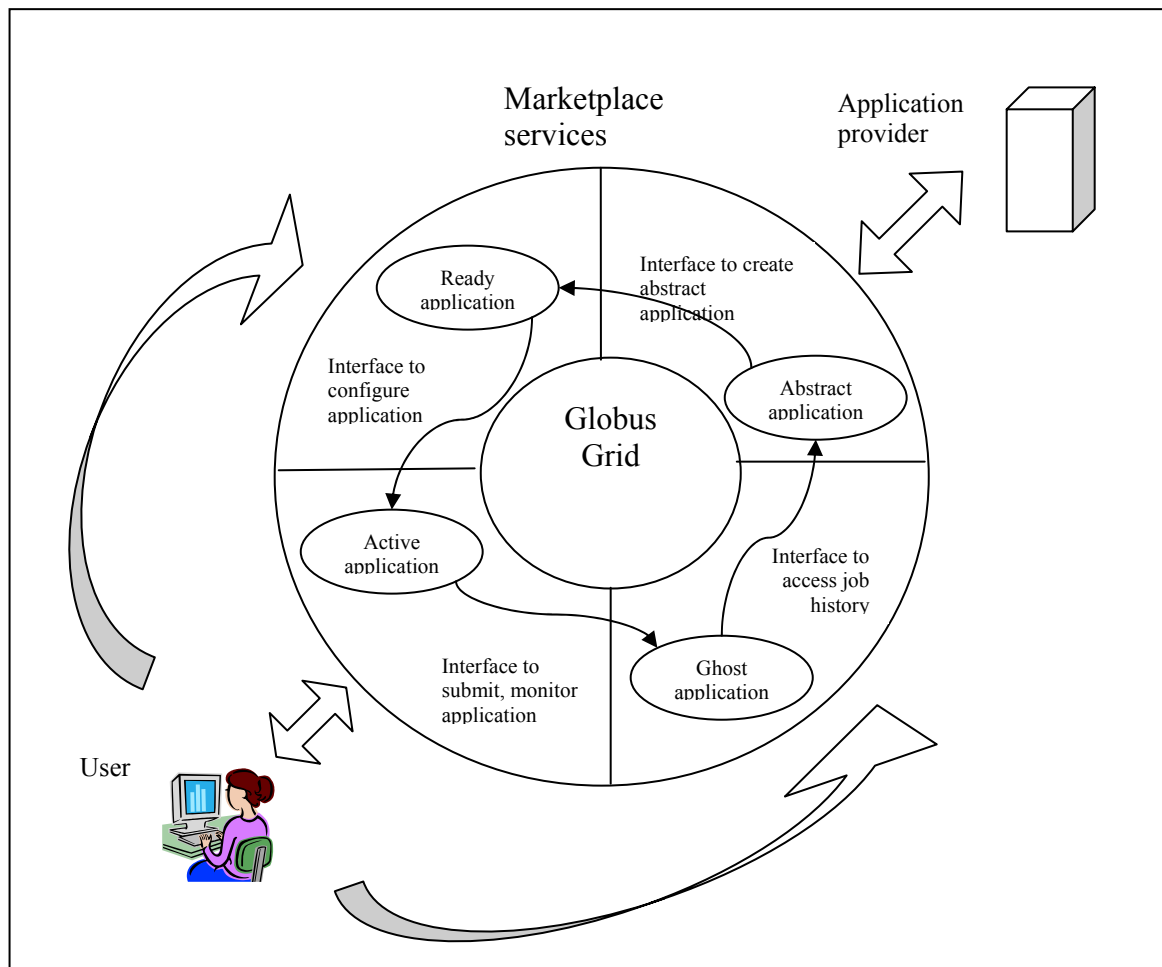 Marketplace
services
Application
provider
Ready
application
Interface to create
abstract
application
Interface to
configure
application
Abstract
application
Globus
Grid
Active
application
Interface to
access job
history
Interface to
submit, monitor
application
Ghost
application
User